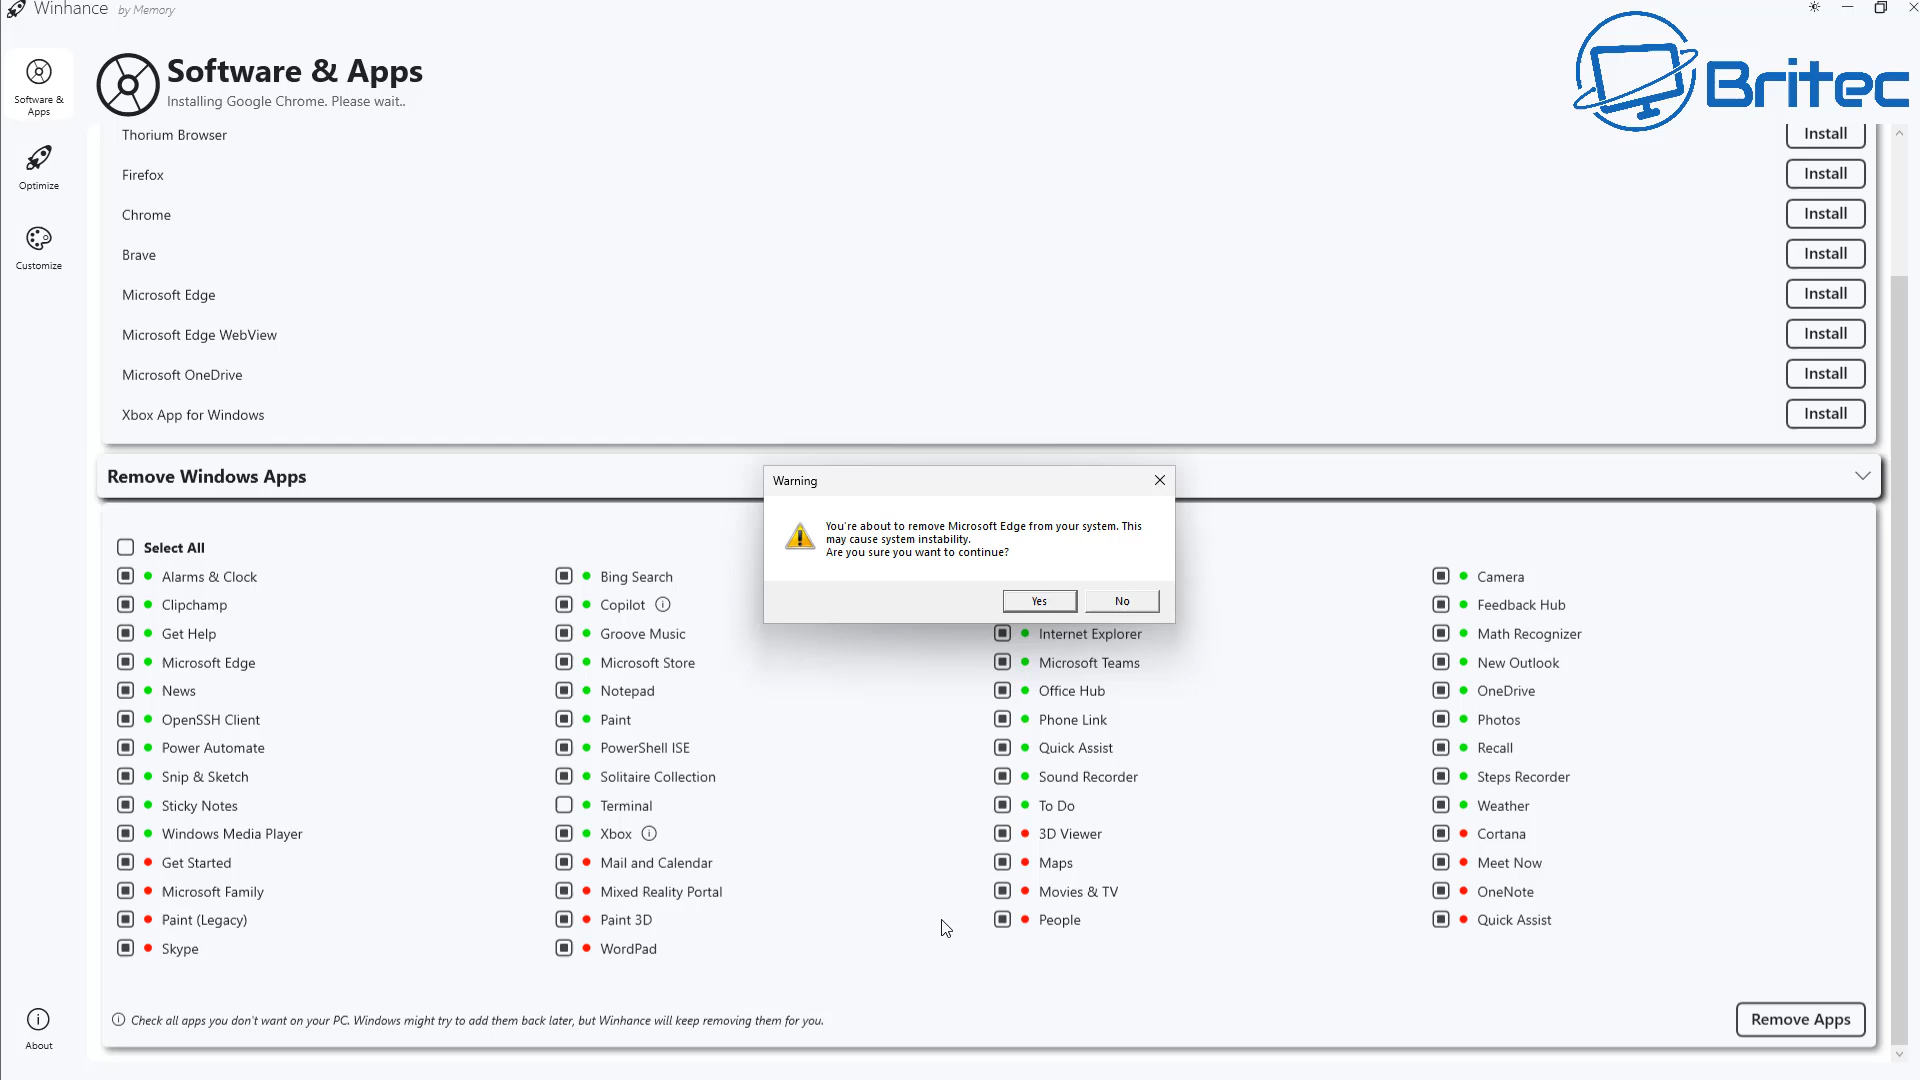 Winhance by Memory
Britec
Software & Apps
Installing Google Chrome. Please wait..
Software &
Apps
Optimize
Customize
Thorium Browser Install
Firefox Install
Chrome Install
Brave Install
Microsoft Edge Install
Microsoft Edge WebView Install
Microsoft OneDrive Install
Xbox App for Windows Install
Remove Windows Apps
Warning
You're about to remove Microsoft Edge from your system. This
may cause system instability.
Are you sure you want to continue?
Yes No
Select All
Alarms & Clock Bing Search Camera
Clipchamp Copilot Feedback Hub
Get Help Groove Music Internet Explorer Math Recognizer
Microsoft Edge Microsoft Store Microsoft Teams New Outlook
News Notepad Office Hub OneDrive
OpenSSH Client Paint Phone Link Photos
Power Automate PowerShell ISE Quick Assist Recall
Snip & Sketch Solitaire Collection Sound Recorder Steps Recorder
Sticky Notes Terminal To Do Weather
Windows Media Player Xbox 3D Viewer Cortana
Get Started Mail and Calendar Maps Meet Now
Microsoft Family Mixed Reality Portal Movies & TV OneNote
Paint (Legacy) Paint 3D People Quick Assist
Skype WordPad
Check all apps you don't want on your PC. Windows might try to add them back later, but Winhance will keep removing them for you.
Remove Apps
About